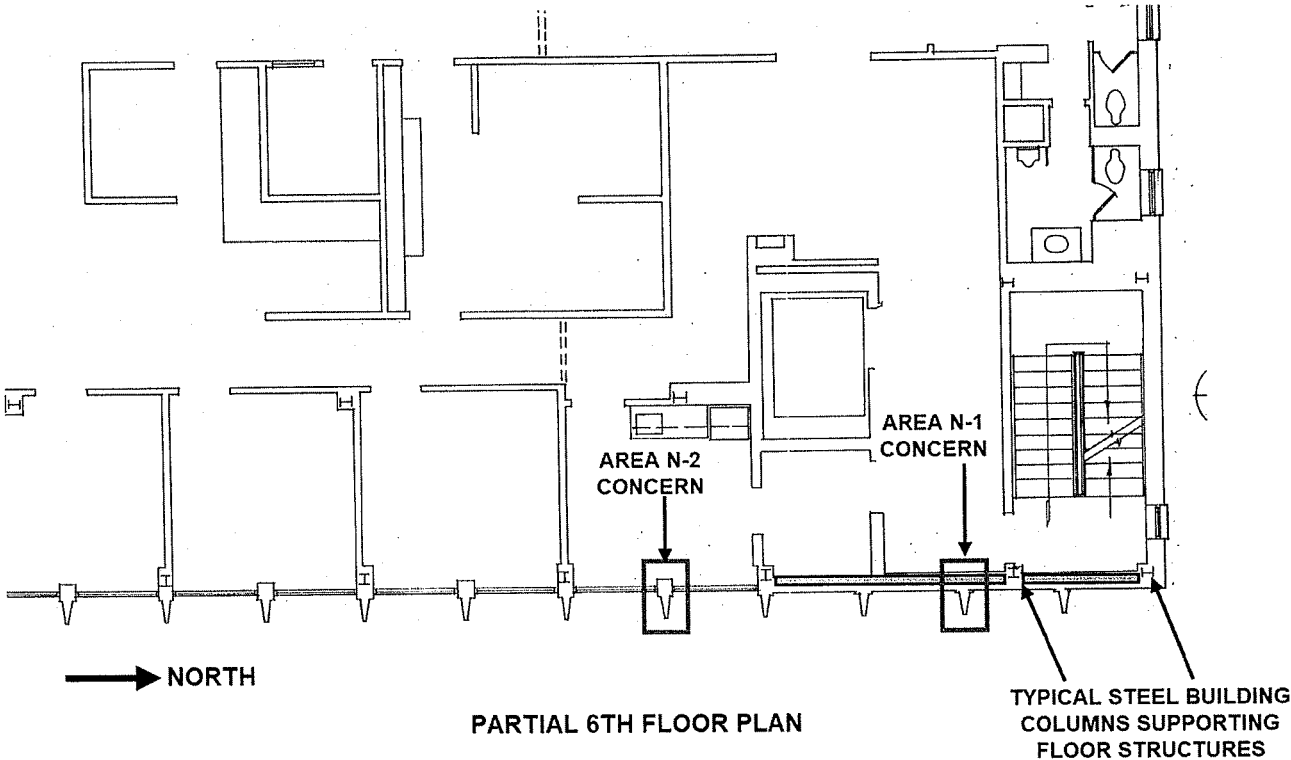 AREA N-1
CONCERN
AREA N-2
CONCERN
NORTH
PARTIAL 6TH FLOOR PLAN
TYPICAL STEEL BUILDING
COLUMNS SUPPORTING
FLOOR STRUCTURES